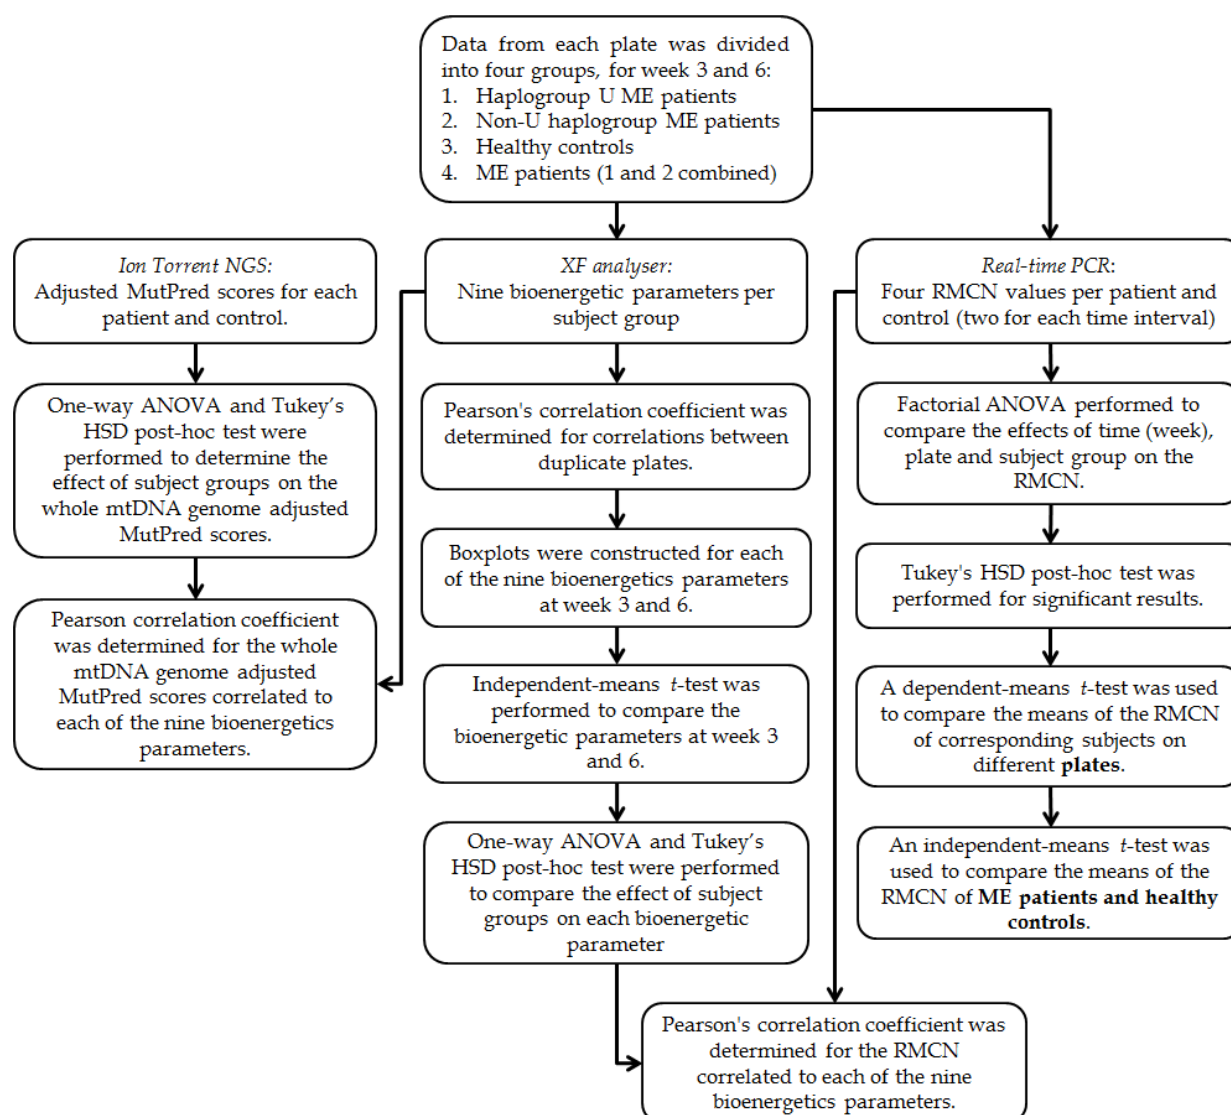 Data from each plate was divided
into four groups, for week 3 and 6:
1. Haplogroup U ME patients
2. Non-U haplogroup ME patients
3. Healthy controls
4. ME patients (1 and 2 combined)
Ion Torrent NGS:
Adjusted MutPred scores for each
patient and control.
One-way ANOVA and Tukey’s
HSD post-hoc test were
performed to determine the
effect of subject groups on the
whole mtDNA genome adjusted
MutPred scores.
Pearson correlation coefficient
was determined for the whole
mtDNA genome adjusted
MutPred scores correlated to
each of the nine bioenergetics
parameters.
XF analyser:
Nine bioenergetic parameters per
subject group
Pearson's correlation coefficient was
determined for correlations between
duplicate plates.
Boxplots were constructed for each
of the nine bioenergetics parameters
at week 3 and 6.
Independent-means t-test was
performed to compare the
bioenergetic parameters at week 3
and 6.
One-way ANOVA and Tukey’s
HSD post-hoc test were performed
to compare the effect of subject
groups on each bioenergetic
parameter
Real-time PCR:
Four RMCN values per patient and
control (two for each time interval)
Factorial ANOVA performed to
compare the effects of time (week),
plate and subject group on the
RMCN.
Tukey's HSD post-hoc test was
performed for significant results.
A dependent-means t-test was used
to compare the means of the RMCN
of corresponding subjects on
different plates.
An independent-means t-test was
used to compare the means of the
RMCN of ME patients and healthy
controls.
Pearson's correlation coefficient was
determined for the RMCN
correlated to each of the nine
bioenergetics parameters.